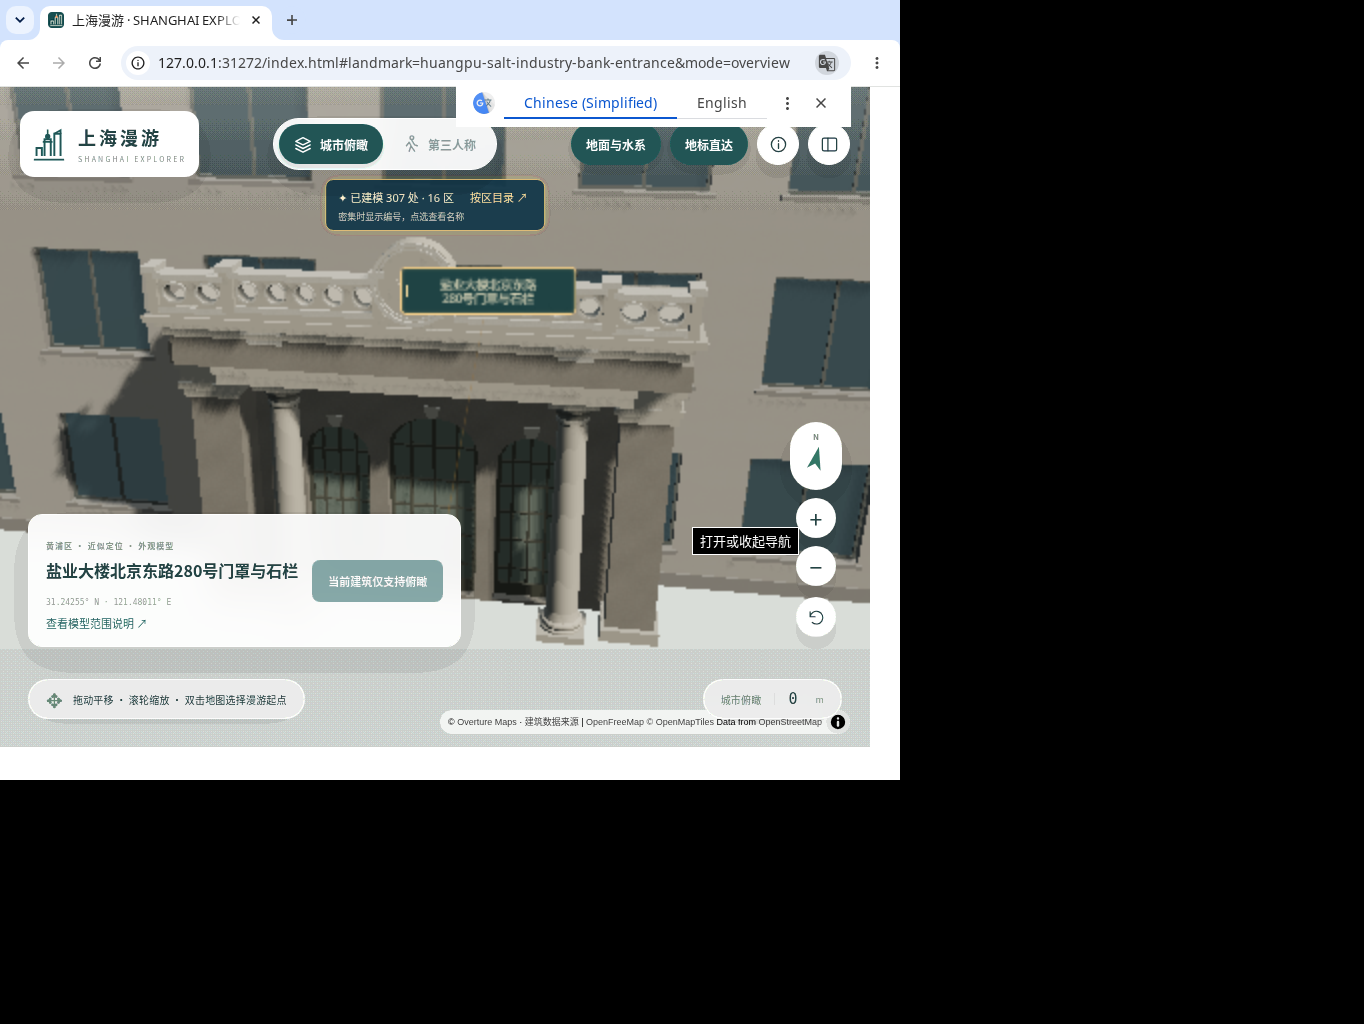 上海漫游 · SHANGHAI EXPLO
127.0.0.1:31272/index.html#landmark=huangpu-salt-industry-bank-entrance&mode=overview
Chinese (Simplified)
English
上海漫游
SHANGHAI EXPLORER
城市俯瞰
第三人称
地面与水系
地标直达
✦ 已建模 307 处 · 16 区
按区目录 ↗
密集时显示编号，点选查看名称
盐业大楼北京东路
280号门罩与石栏
N
打开或收起导航
黄浦区 · 近似定位 · 外观模型
盐业大楼北京东路280号门罩与石栏
当前建筑仅支持俯瞰
31.24255° N · 121.48011° E
查看模型范围说明 ↗
拖动平移 · 滚轮缩放 · 双击地图选择漫游起点
城市俯瞰 0 m
© Overture Maps · 建筑数据来源 | OpenFreeMap © OpenMapTiles Data from OpenStreetMap